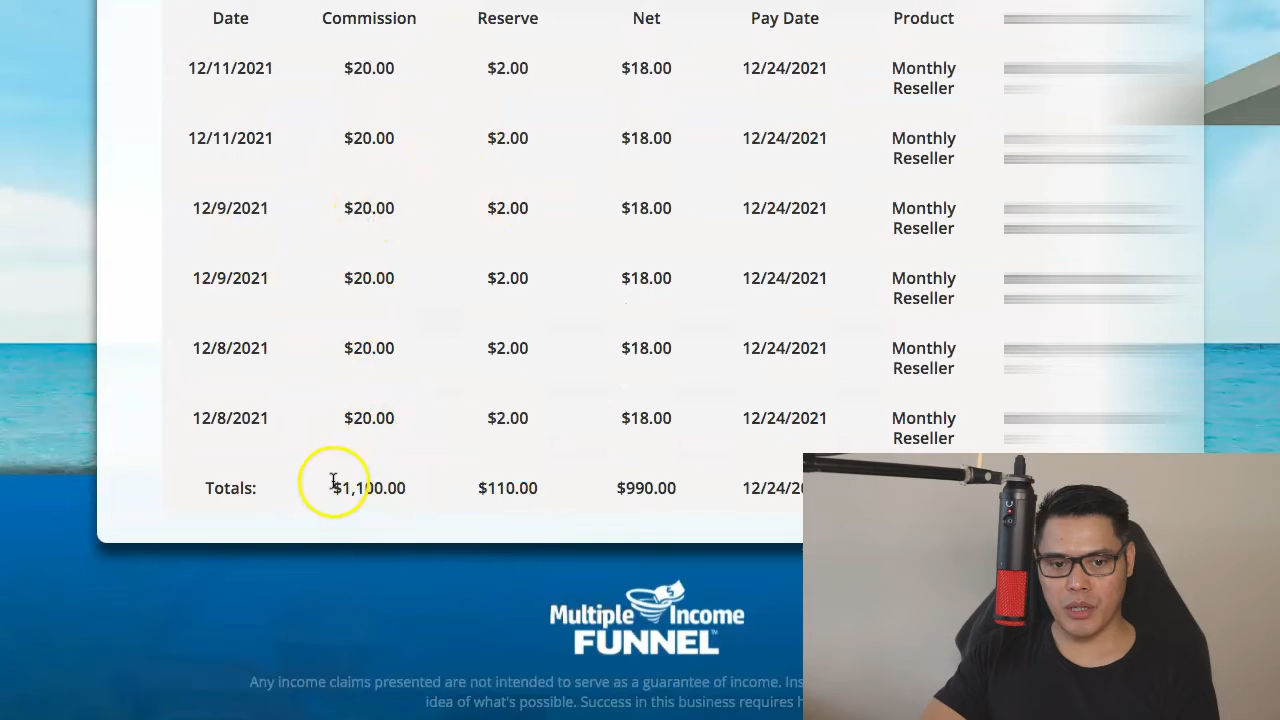 Date Commission Reserve Net Pay Date Product
12/11/2021 $20.00 $2.00 $18.00 12/24/2021 Monthly
Reseller
12/11/2021 $20.00 $2.00 $18.00 12/24/2021 Monthly
Reseller
12/9/2021 $20.00 $2.00 $18.00 12/24/2021 Monthly
Reseller
12/9/2021 $20.00 $2.00 $18.00 12/24/2021 Monthly
Reseller
12/8/2021 $20.00 $2.00 $18.00 12/24/2021 Monthly
Reseller
12/8/2021 $20.00 $2.00 $18.00 12/24/2021 Monthly
Reseller
Totals: $1,100.00 $110.00 $990.00 12/24/20
Multiple Income
FUNNEL™
Any income claims presented are not intended to serve as a guarantee of income.
idea of what's possible. Success in this business requires